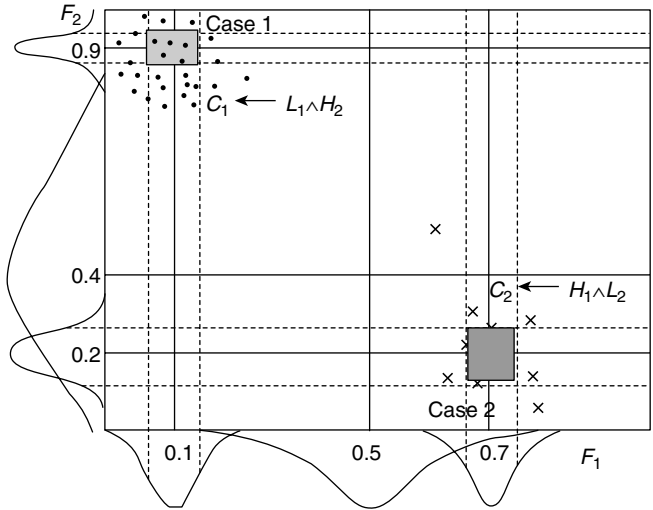 F₂
Case 1
0.9
C₁ ← L₁∧H₂
0.4
C₂ ← H₁∧L₂
0.2
Case 2
0.1 0.5 0.7 F₁